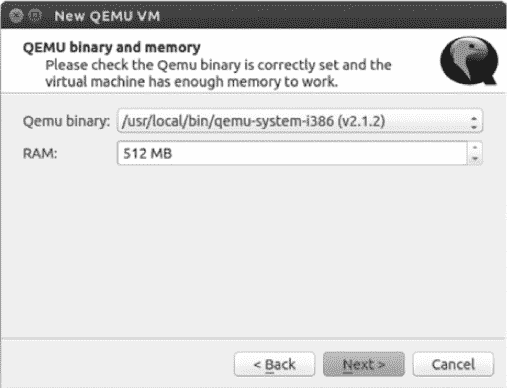 New QEMU VM
QEMU binary and memory
Please check the Qemu binary is correctly set and the
virtual machine has enough memory to work.
Qemu binary: /usr/local/bin/qemu-system-i386 (v2.1.2)
RAM: 512 MB
< Back Next > Cancel